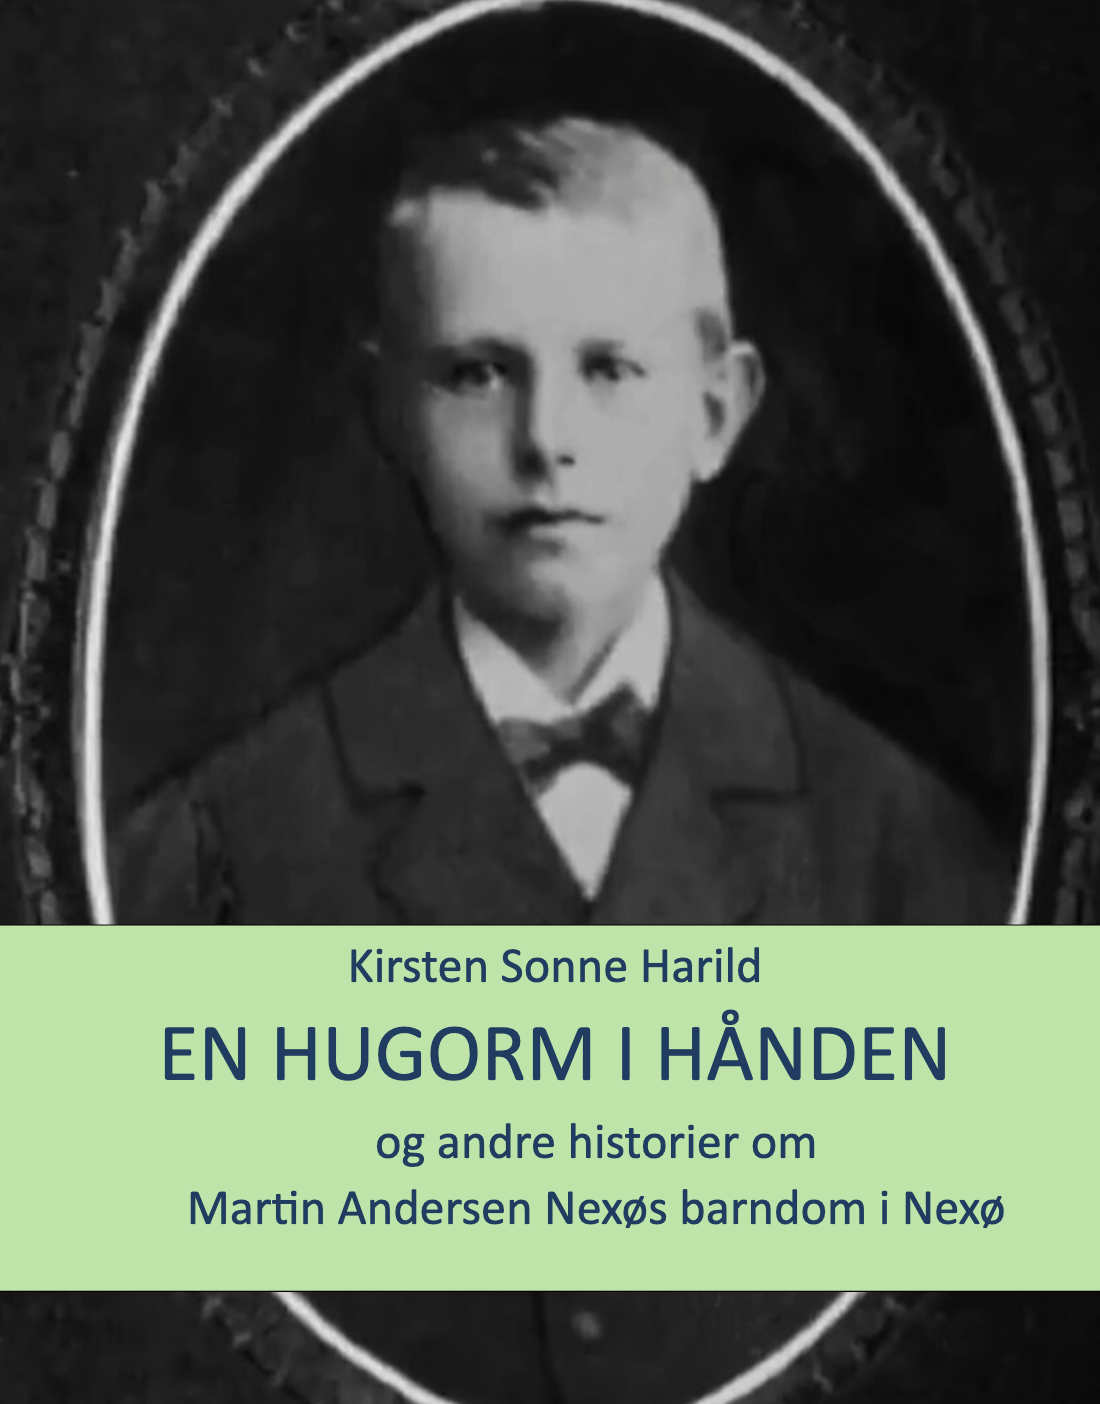 Kirsten Sonne Harild
EN HUGORM I HÅNDEN
og andre historier om
Martin Andersen Nexøs barndom i Nexø